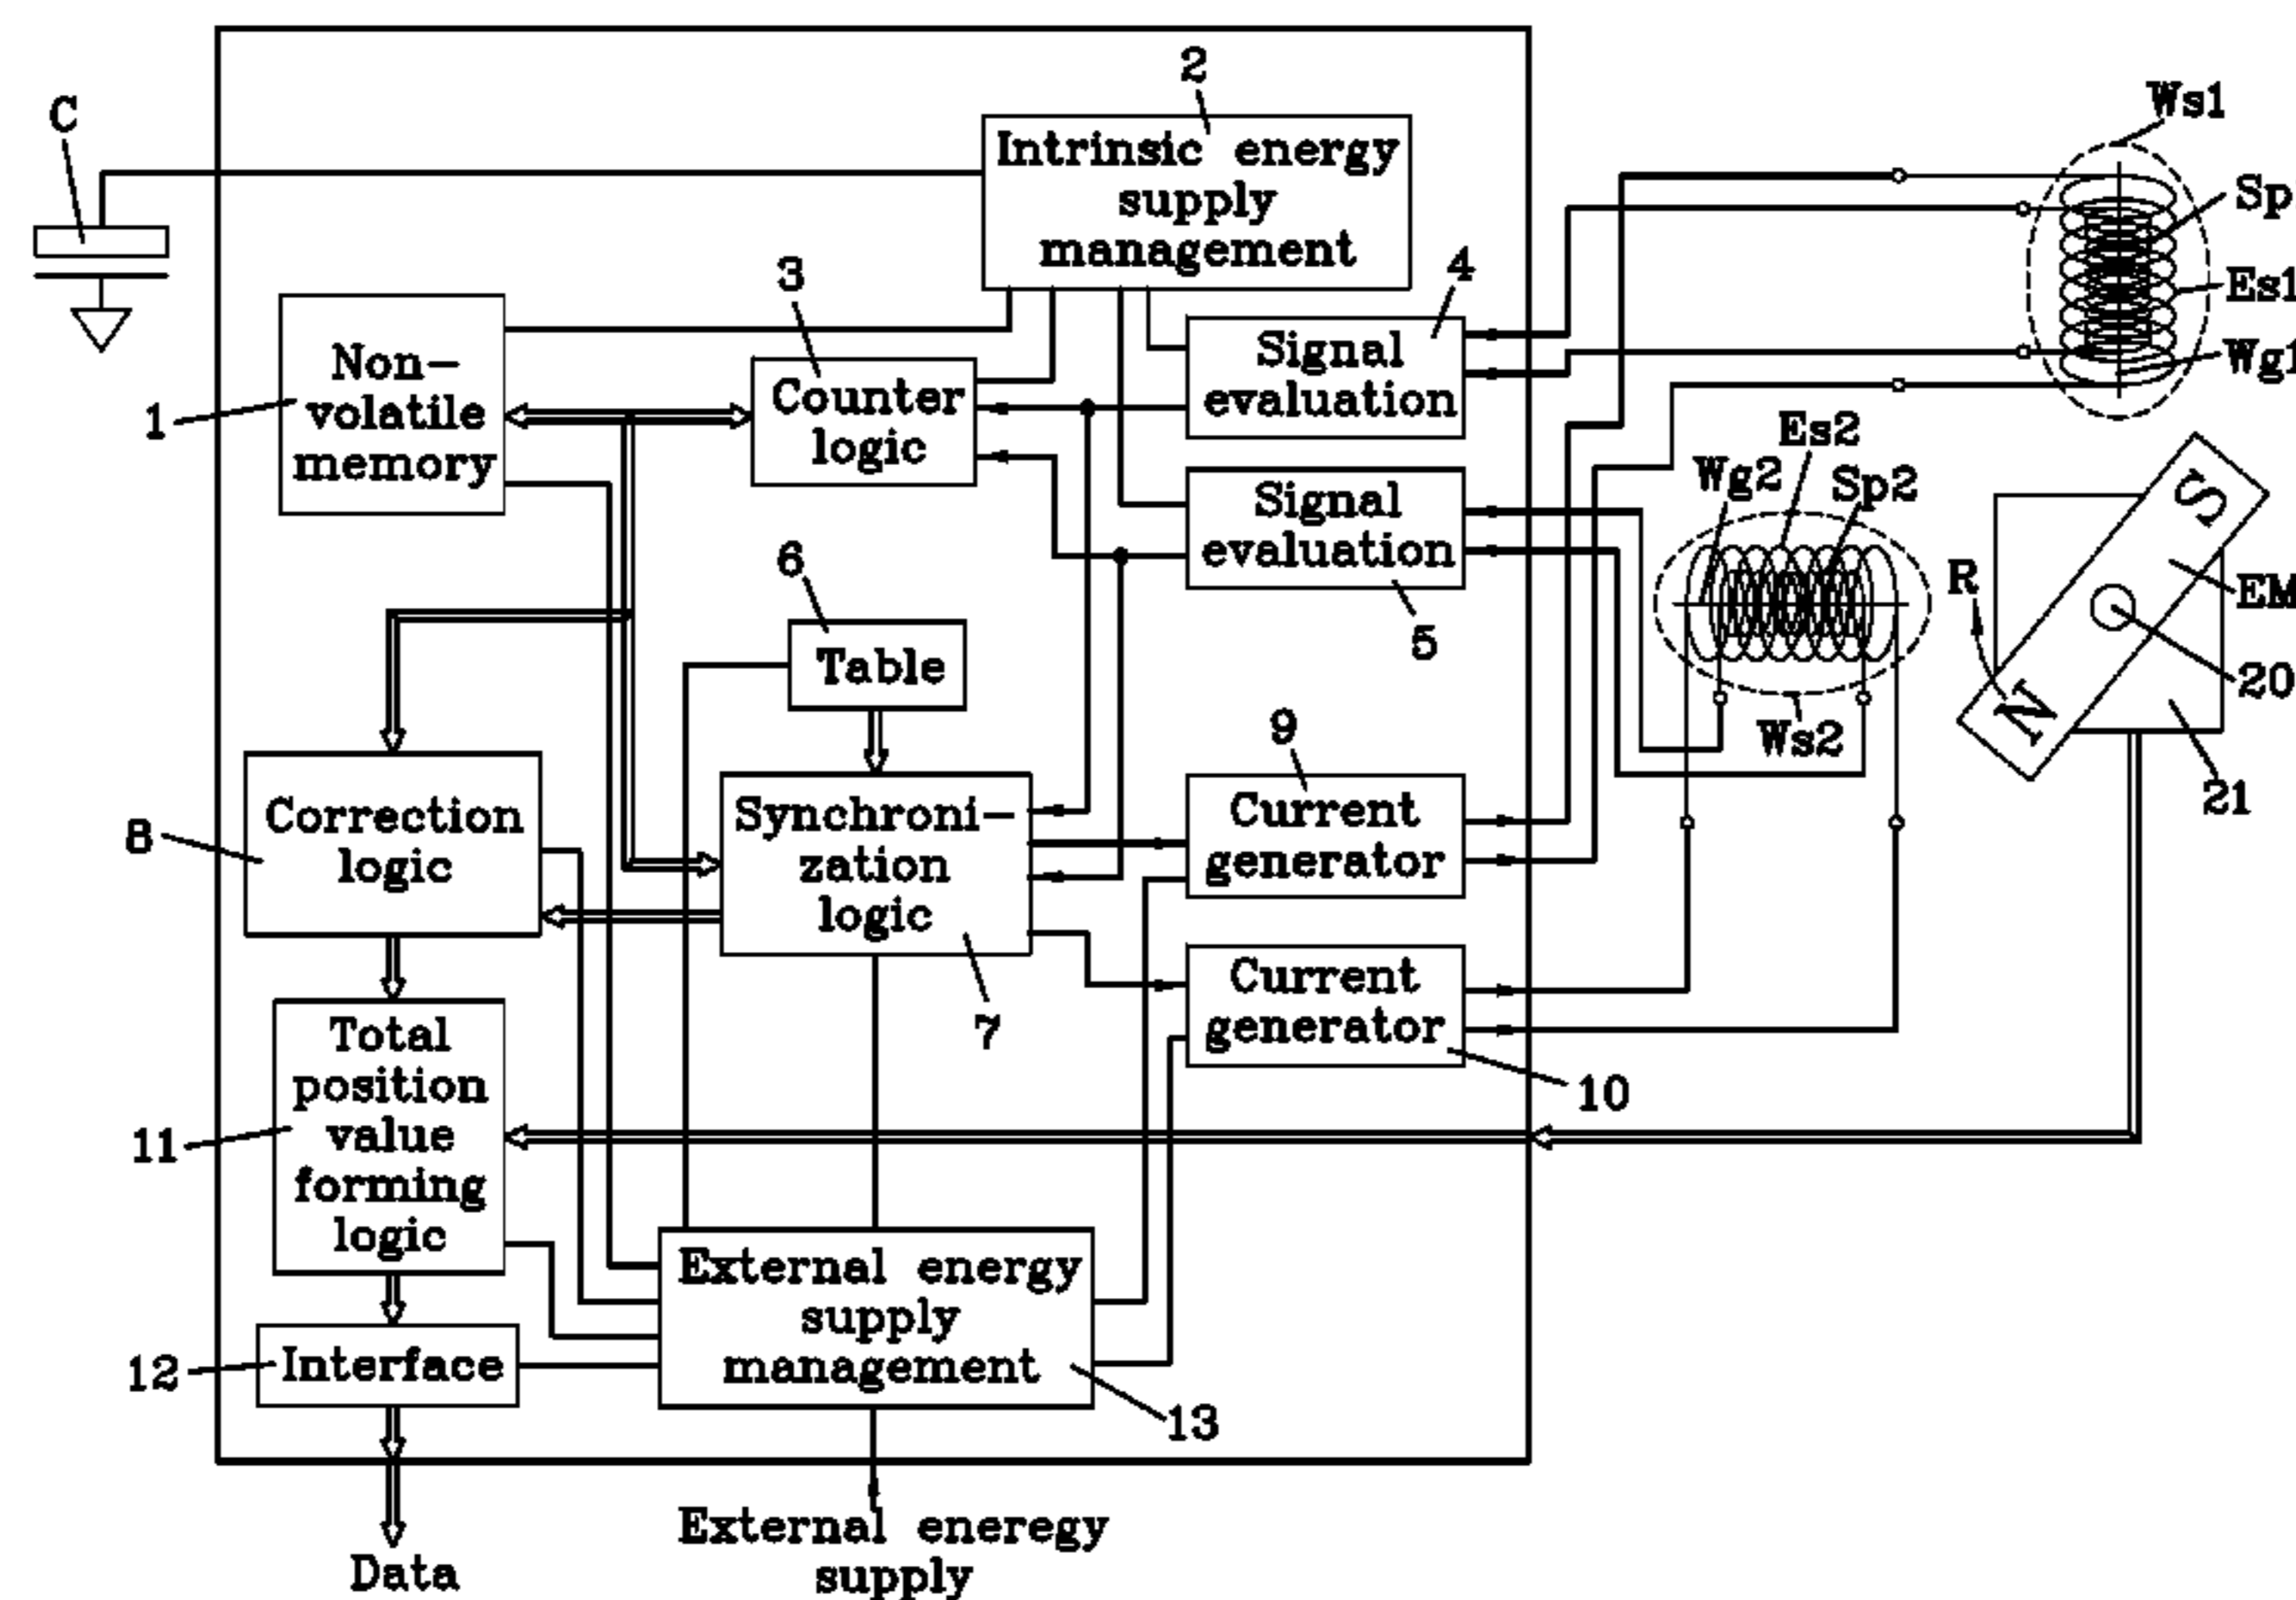 2
Ws1
C
Intrinsic energy
supply
management
Sp
3
4
Es1
Non-
volatile
memory
1
Counter
logic
Signal
evaluation
Wg1
Es2
Wg2
Sp2
S
Signal
evaluation
5
6
R
EM
Table
20
N
Ws2
9
21
8
Correction
logic
Synchroni-
zation
logic
7
Current
generator
Current
generator
10
Total
position
value
forming
logic
11
External energy
supply
management
13
12
Interface
External eneregy
supply
Data